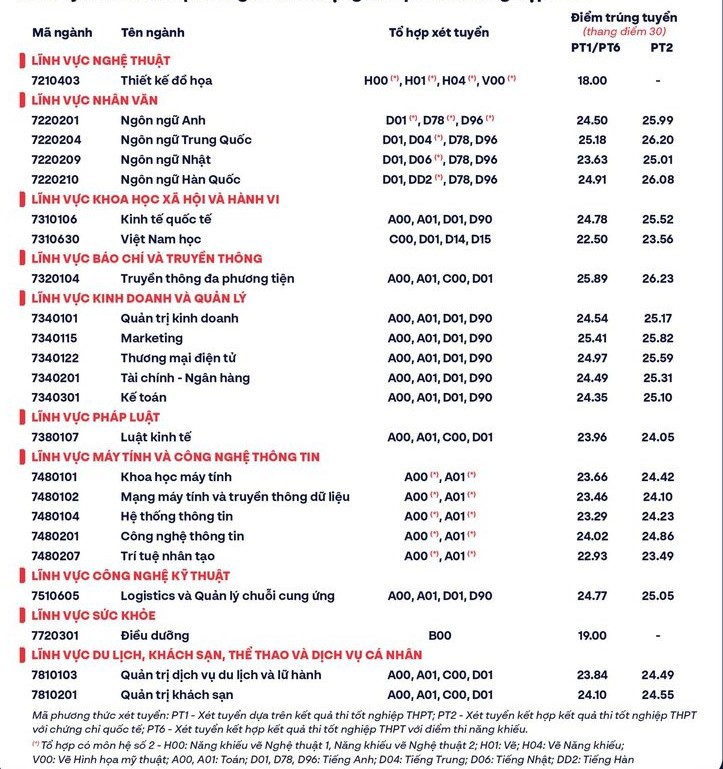 Mã ngành Tên ngành Tổ hợp xét tuyển Điểm trúng tuyển
(thang điểm 30)
PT1/PT6 PT2
LĨNH VỰC NGHỆ THUẬT
7210403 Thiết kế đồ họa H00 (*), H01 (*), H04 (*), V00 (*) 18.00 -
LĨNH VỰC NHÂN VĂN
7220201 Ngôn ngữ Anh D01 (*), D78 (*), D96 (*) 24.50 25.99
7220204 Ngôn ngữ Trung Quốc D01, D04 (*), D78, D96 25.18 26.20
7220209 Ngôn ngữ Nhật D01, D06 (*), D78, D96 23.63 25.01
7220210 Ngôn ngữ Hàn Quốc D01, DD2 (*), D78, D96 24.91 26.08
LĨNH VỰC KHOA HỌC XÃ HỘI VÀ HÀNH VI
7310106 Kinh tế quốc tế A00, A01, D01, D90 24.78 25.52
7310630 Việt Nam học C00, D01, D14, D15 22.50 23.56
LĨNH VỰC BÁO CHÍ VÀ TRUYỀN THÔNG
7320104 Truyền thông đa phương tiện A00, A01, C00, D01 25.89 26.23
LĨNH VỰC KINH DOANH VÀ QUẢN LÝ
7340101 Quản trị kinh doanh A00, A01, D01, D90 24.54 25.17
7340115 Marketing A00, A01, D01, D90 25.41 25.82
7340122 Thương mại điện tử A00, A01, D01, D90 24.97 25.59
7340201 Tài chính - Ngân hàng A00, A01, D01, D90 24.49 25.31
7340301 Kế toán A00, A01, D01, D90 24.35 25.10
LĨNH VỰC PHÁP LUẬT
7380107 Luật kinh tế A00, A01, C00, D01 23.96 24.05
LĨNH VỰC MÁY TÍNH VÀ CÔNG NGHỆ THÔNG TIN
7480101 Khoa học máy tính A00 (*), A01 (*) 23.66 24.42
7480102 Mạng máy tính và truyền thông dữ liệu A00 (*), A01 (*) 23.46 24.10
7480104 Hệ thống thông tin A00 (*), A01 (*) 23.29 24.23
7480201 Công nghệ thông tin A00 (*), A01 (*) 24.02 24.86
7480207 Trí tuệ nhân tạo A00 (*), A01 (*) 22.93 23.49
LĨNH VỰC CÔNG NGHỆ KỸ THUẬT
7510605 Logistics và Quản lý chuỗi cung ứng A00, A01, D01, D90 24.77 25.05
LĨNH VỰC SỨC KHỎE
7720301 Điều dưỡng B00 19.00 -
LĨNH VỰC DU LỊCH, KHÁCH SẠN, THỂ THAO VÀ DỊCH VỤ CÁ NHÂN
7810103 Quản trị dịch vụ du lịch và lữ hành A00, A01, C00, D01 23.84 24.49
7810201 Quản trị khách sạn A00, A01, C00, D01 24.10 24.55
Mã phương thức xét tuyển: PT1 - Xét tuyển dựa trên kết quả thi tốt nghiệp THPT; PT2 - Xét tuyển kết hợp kết quả thi tốt nghiệp THPT
với chứng chỉ quốc tế; PT6 - Xét tuyển kết hợp kết quả thi tốt nghiệp THPT với điểm thi năng khiếu.
(*) Tổ hợp có môn hệ số 2 - H00: Năng khiếu vẽ Nghệ thuật 1, Năng khiếu vẽ Nghệ thuật 2; H01: Vẽ; H04: Vẽ Năng khiếu;
V00: Vẽ Hình họa mỹ thuật; A00, A01: Toán; D01, D78, D96: Tiếng Anh; D04: Tiếng Trung; D06: Tiếng Nhật; DD2: Tiếng Hàn